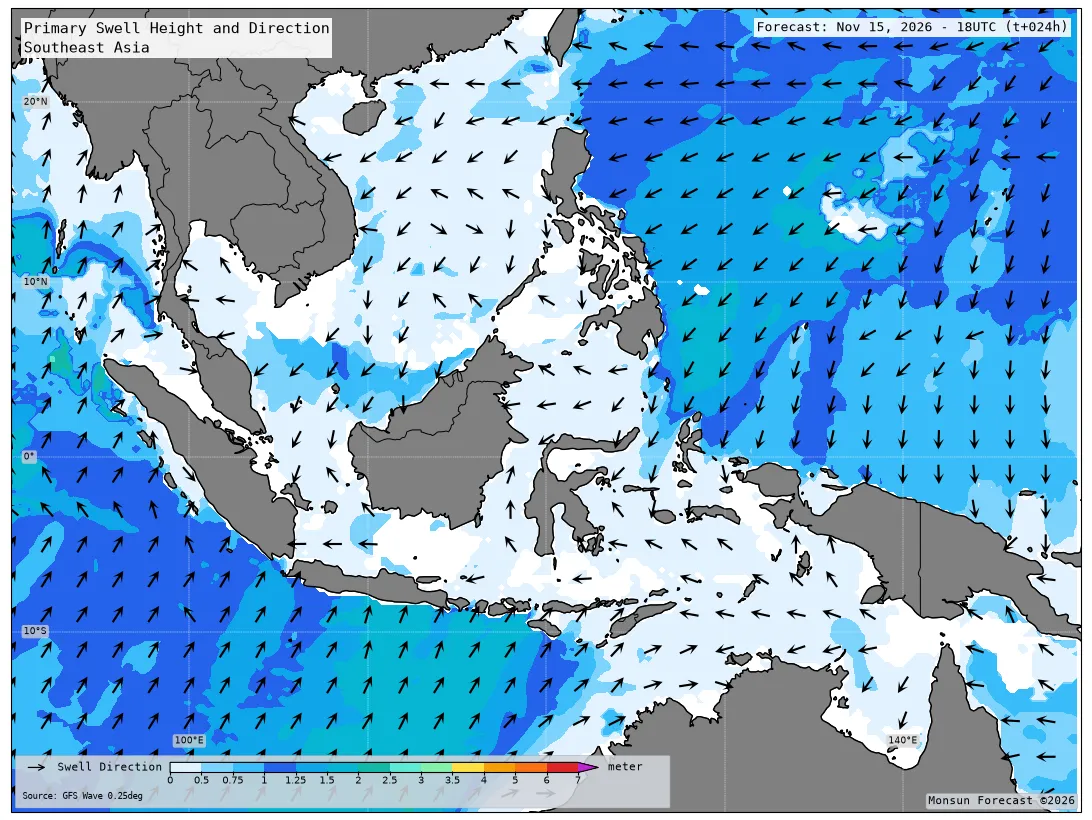 Primary Swell Height and Direction
Southeast Asia
Forecast: Nov 15, 2026 - 18UTC (t+024h)
20°N
10°N
0°
10°S
100°E
140°E
Swell Direction
0 0.5 0.75 1 1.25 1.5 2 2.5 3 3.5 4 5 6 7
meter
Source: GFS Wave 0.25deg
Monsun Forecast ©2026